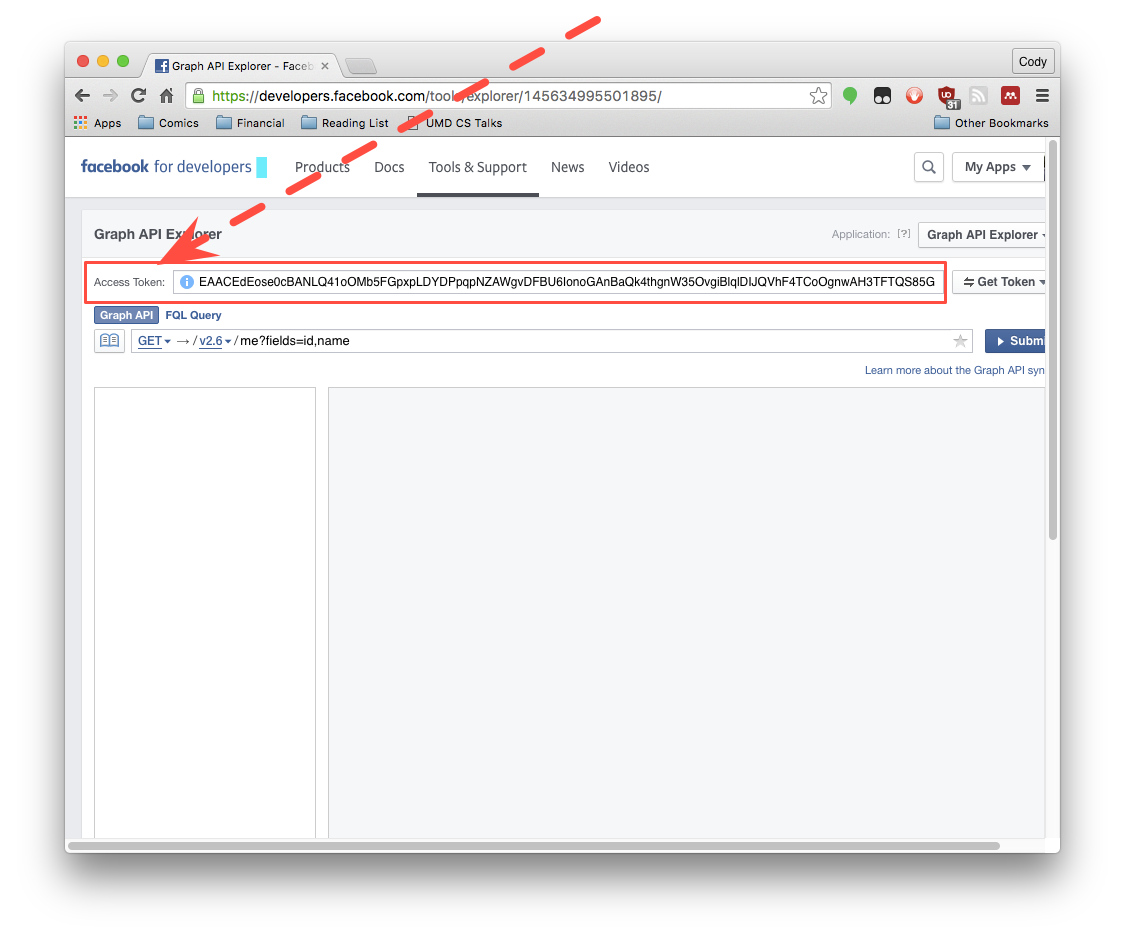 Graph API Explorer - Faceb
Cody
https://developers.facebook.com/tools/explorer/145634995501895/
31
Apps Comics Financial Reading List UMD CS Talks Other Bookmarks
facebook for developers Products Docs Tools & Support News Videos My Apps
Graph API Explorer Application: [?] Graph API Explorer
Access Token: EAACEdEose0cBANLQ41oOMb5FGpxpLDYDPpqpNZAWgvDFBU6IonoGAnBaQk4thgnW35OvgiBlqlDIJQVhF4TCoOgnwAH3TFTQS85G Get Token
Graph API FQL Query
GET → / v2.6 / me?fields=id,name Submi
Learn more about the Graph API syn